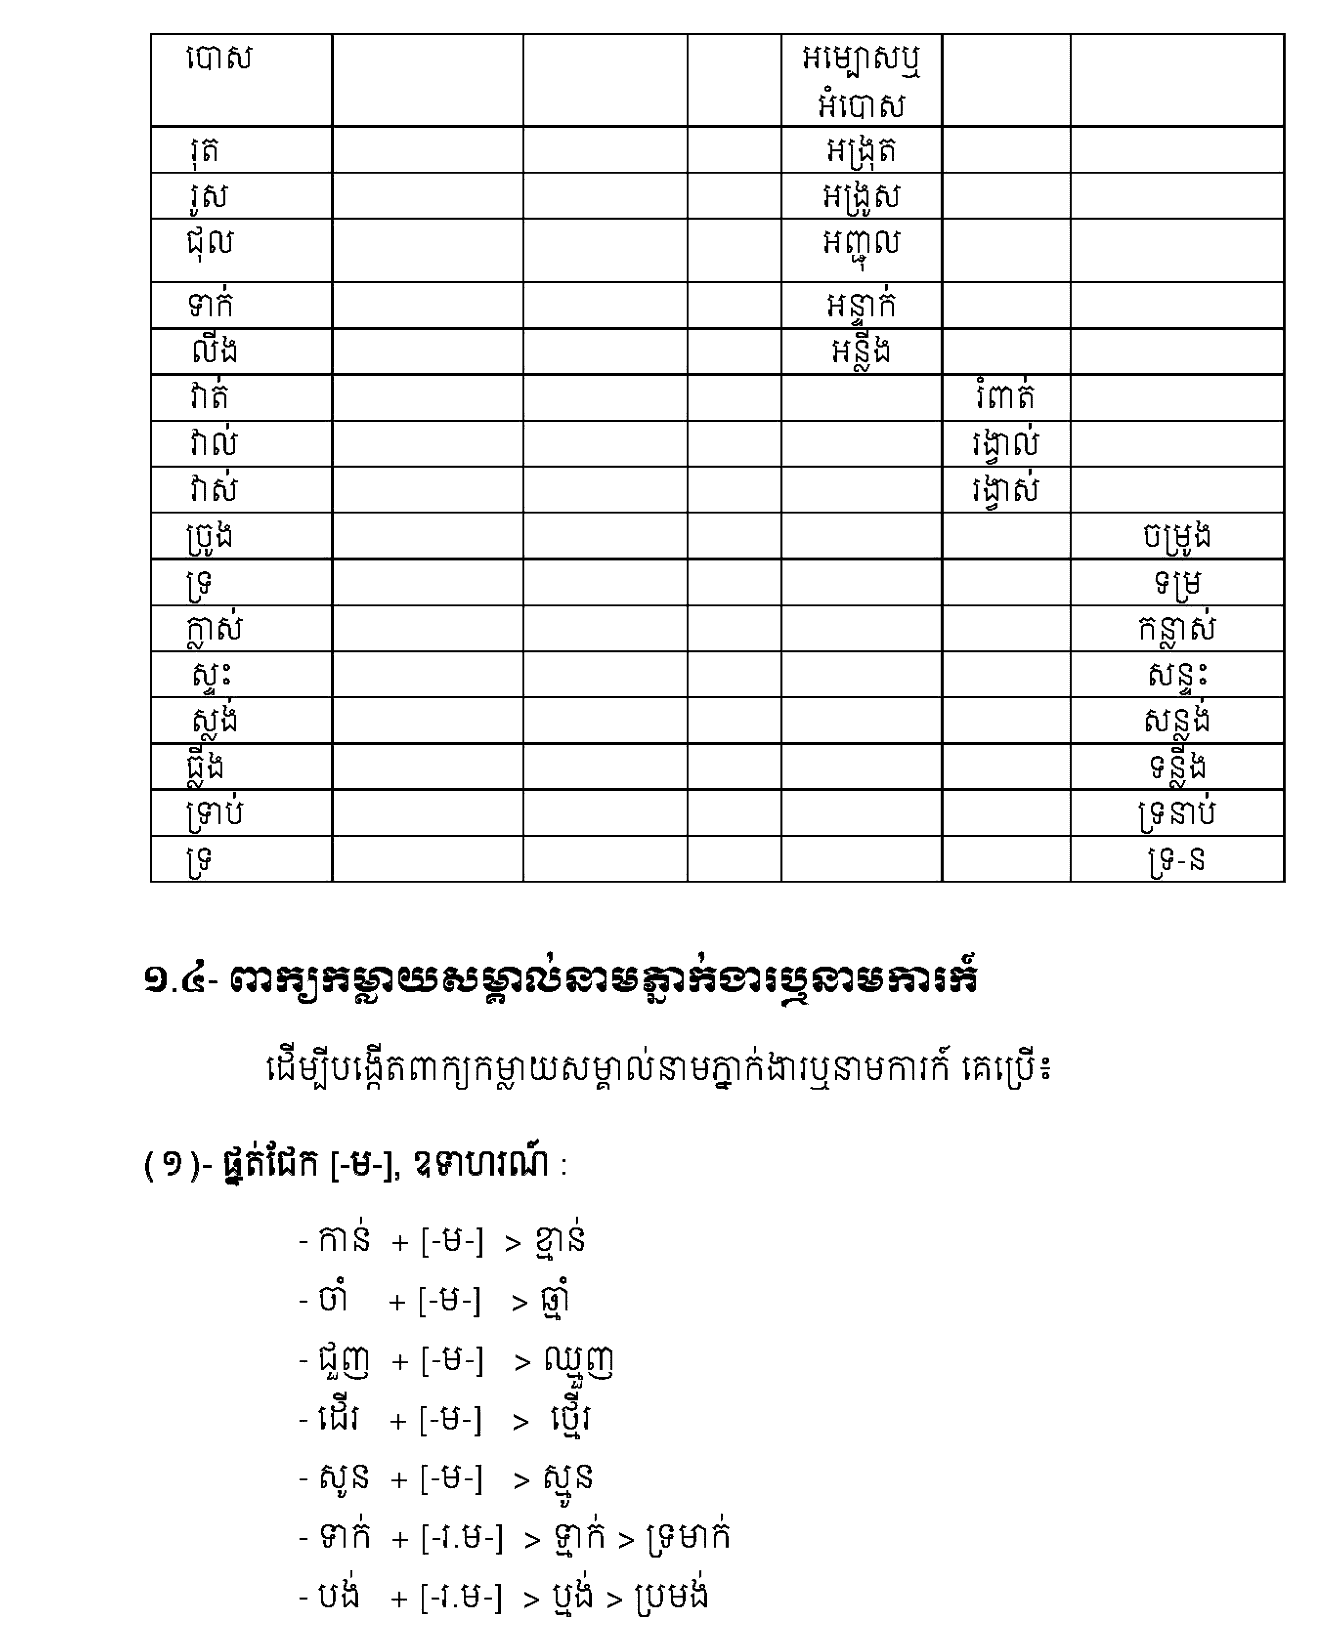 បោស អម្បោសឬ
អំបោស
រុត អង្រុត
រូស អង្រូស
ជុល អញ្ជុល
ទាក់ អន្ទាក់
លីង អន្លីង
វាត់ រំពាត់
វាល់ រង្វាល់
វាស់ រង្វាស់
ច្រូង ចម្រូង
ទ្រ ទម្រ
ក្លាស់ កន្លាស់
ស្ទះ សន្ទះ
ស្លង់ សន្លង់
ធ្លឹង ទន្លឹង
ទ្រាប់ ទ្រនាប់
ទ្រ ទ្រ-ន
១.៤- ពាក្យកម្លាយសម្គាល់នាមភ្នាក់ងារឬនាមការក៍
ដើម្បីបង្កើតពាក្យកម្លាយសម្គាល់នាមភ្នាក់ងារឬនាមការក៍ គេប្រើ៖
(១)- ផ្នត់ជែក [-ម-], ឧទាហរណ៍ :
- កាន់ + [-ម-] > ខ្មាន់
- ចាំ + [-ម-] > ឆ្មាំ
- ជួញ + [-ម-] > ឈ្មួញ
- ដើរ + [-ម-] > ថ្មើរ
- សូន + [-ម-] > ស្មូន
- ទាក់ + [-រ.ម-] > ទ្មាក់ > ទ្រមាក់
- បង់ + [-រ.ម-] > ប្មង់ > ប្រមង់